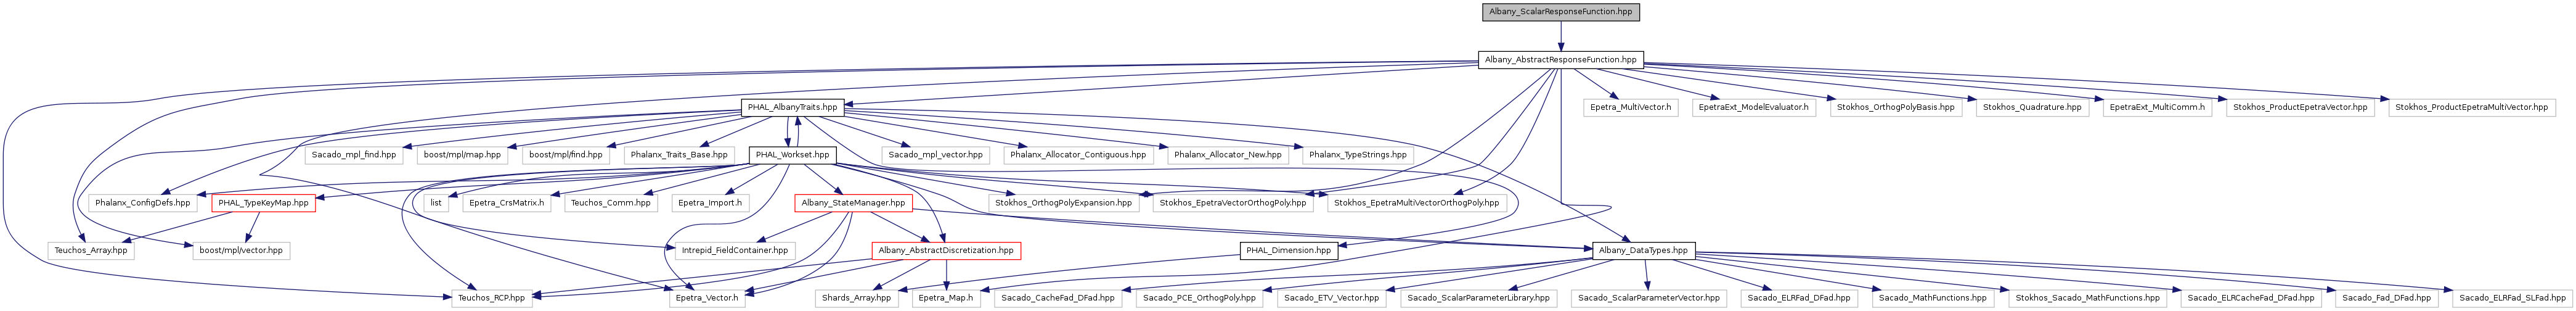 Albany_ScalarResponseFunction.hpp
Albany_AbstractResponseFunction.hpp
PHAL_AlbanyTraits.hpp
Epetra_MultiVector.h
EpetraExt_ModelEvaluator.h
Stokhos_OrthogPolyBasis.hpp
Stokhos_Quadrature.hpp
EpetraExt_MultiComm.h
Stokhos_ProductEpetraVector.hpp
Stokhos_ProductEpetraMultiVector.hpp
Sacado_mpl_find.hpp
boost/mpl/map.hpp
boost/mpl/find.hpp
Phalanx_Traits_Base.hpp
PHAL_Workset.hpp
Sacado_mpl_vector.hpp
Phalanx_Allocator_Contiguous.hpp
Phalanx_Allocator_New.hpp
Phalanx_TypeStrings.hpp
Phalanx_ConfigDefs.hpp
PHAL_TypeKeyMap.hpp
list
Epetra_CrsMatrix.h
Teuchos_Comm.hpp
Epetra_Import.h
Albany_StateManager.hpp
Stokhos_OrthogPolyExpansion.hpp
Stokhos_EpetraVectorOrthogPoly.hpp
Stokhos_EpetraMultiVectorOrthogPoly.hpp
Teuchos_Array.hpp
boost/mpl/vector.hpp
Intrepid_FieldContainer.hpp
Albany_AbstractDiscretization.hpp
PHAL_Dimension.hpp
Albany_DataTypes.hpp
Teuchos_RCP.hpp
Epetra_Vector.h
Shards_Array.hpp
Epetra_Map.h
Sacado_CacheFad_DFad.hpp
Sacado_PCE_OrthogPoly.hpp
Sacado_ETV_Vector.hpp
Sacado_ScalarParameterLibrary.hpp
Sacado_ScalarParameterVector.hpp
Sacado_ELRFad_DFad.hpp
Sacado_MathFunctions.hpp
Stokhos_Sacado_MathFunctions.hpp
Sacado_ELRCacheFad_DFad.hpp
Sacado_Fad_DFad.hpp
Sacado_ELRFad_SLFad.hpp